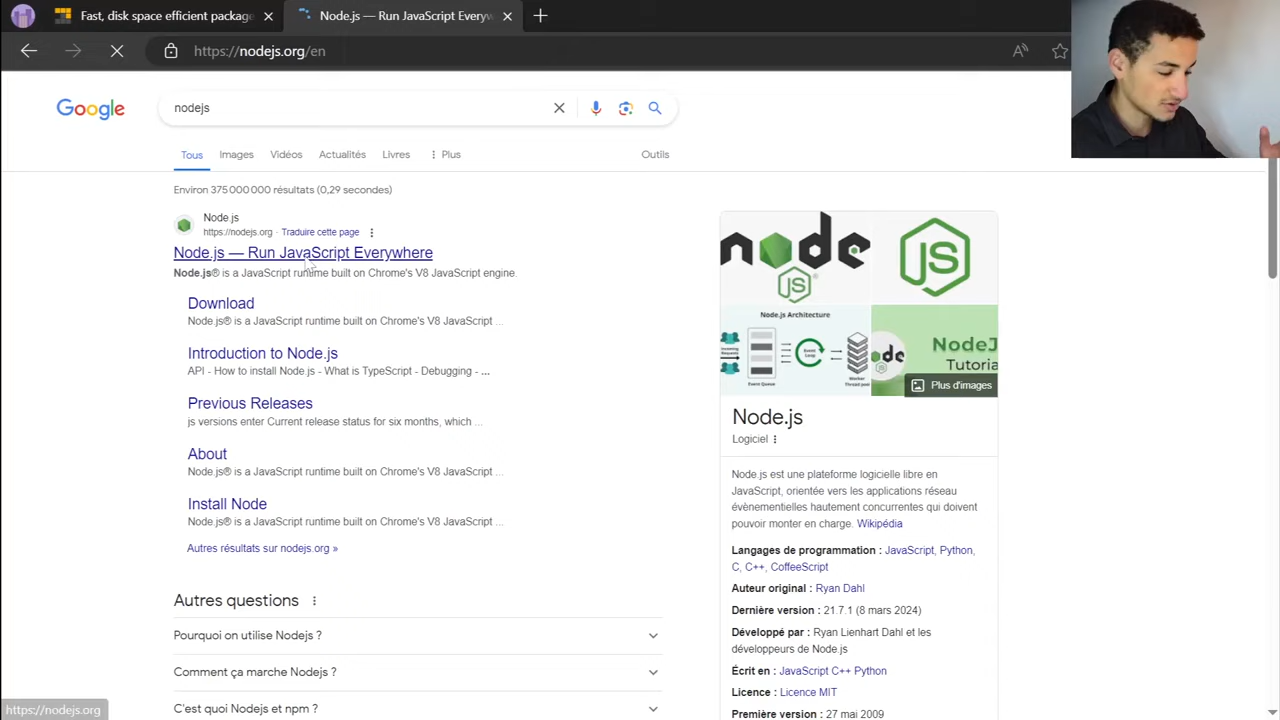 Fast, disk space efficient package
Node.js — Run JavaScript Everyw
https://nodejs.org/en
Google
nodejs
Tous
Images
Vidéos
Actualités
Livres
Plus
Outils
Environ 375 000 000 résultats (0,29 secondes)
Node.js
https://nodejs.org · Traduire cette page
Node.js — Run JavaScript Everywhere
Node.js® is a JavaScript runtime built on Chrome's V8 JavaScript engine.
Download
Node.js® is a JavaScript runtime built on Chrome's V8 JavaScript ...
Introduction to Node.js
API - How to install Node.js - What is TypeScript - Debugging - ...
Previous Releases
js versions enter Current release status for six months, which ...
About
Node.js® is a JavaScript runtime built on Chrome's V8 JavaScript ...
Install Node
Node.js® is a JavaScript runtime built on Chrome's V8 JavaScript ...
Autres résultats sur nodejs.org »
Autres questions
Pourquoi on utilise Nodejs ?
Comment ça marche Nodejs ?
C'est quoi Nodejs et npm ?
https://nodejs.org
node
JS
JS
Node.js Architecture
Event Queue
Event Loop
Worker
Thread pool
node
NodeJ
Tutoria
Plus d'images
Node.js
Logiciel
Node.js est une plateforme logicielle libre en
JavaScript, orientée vers les applications réseau
évènementielles hautement concurrentes qui doivent
pouvoir monter en charge. Wikipédia
Langages de programmation : JavaScript, Python,
C, C++, CoffeeScript
Auteur original : Ryan Dahl
Dernière version : 21.7.1 (8 mars 2024)
Développé par : Ryan Lienhart Dahl et les
développeurs de Node.js
Écrit en : JavaScript C++ Python
Licence : Licence MIT
Première version : 27 mai 2009